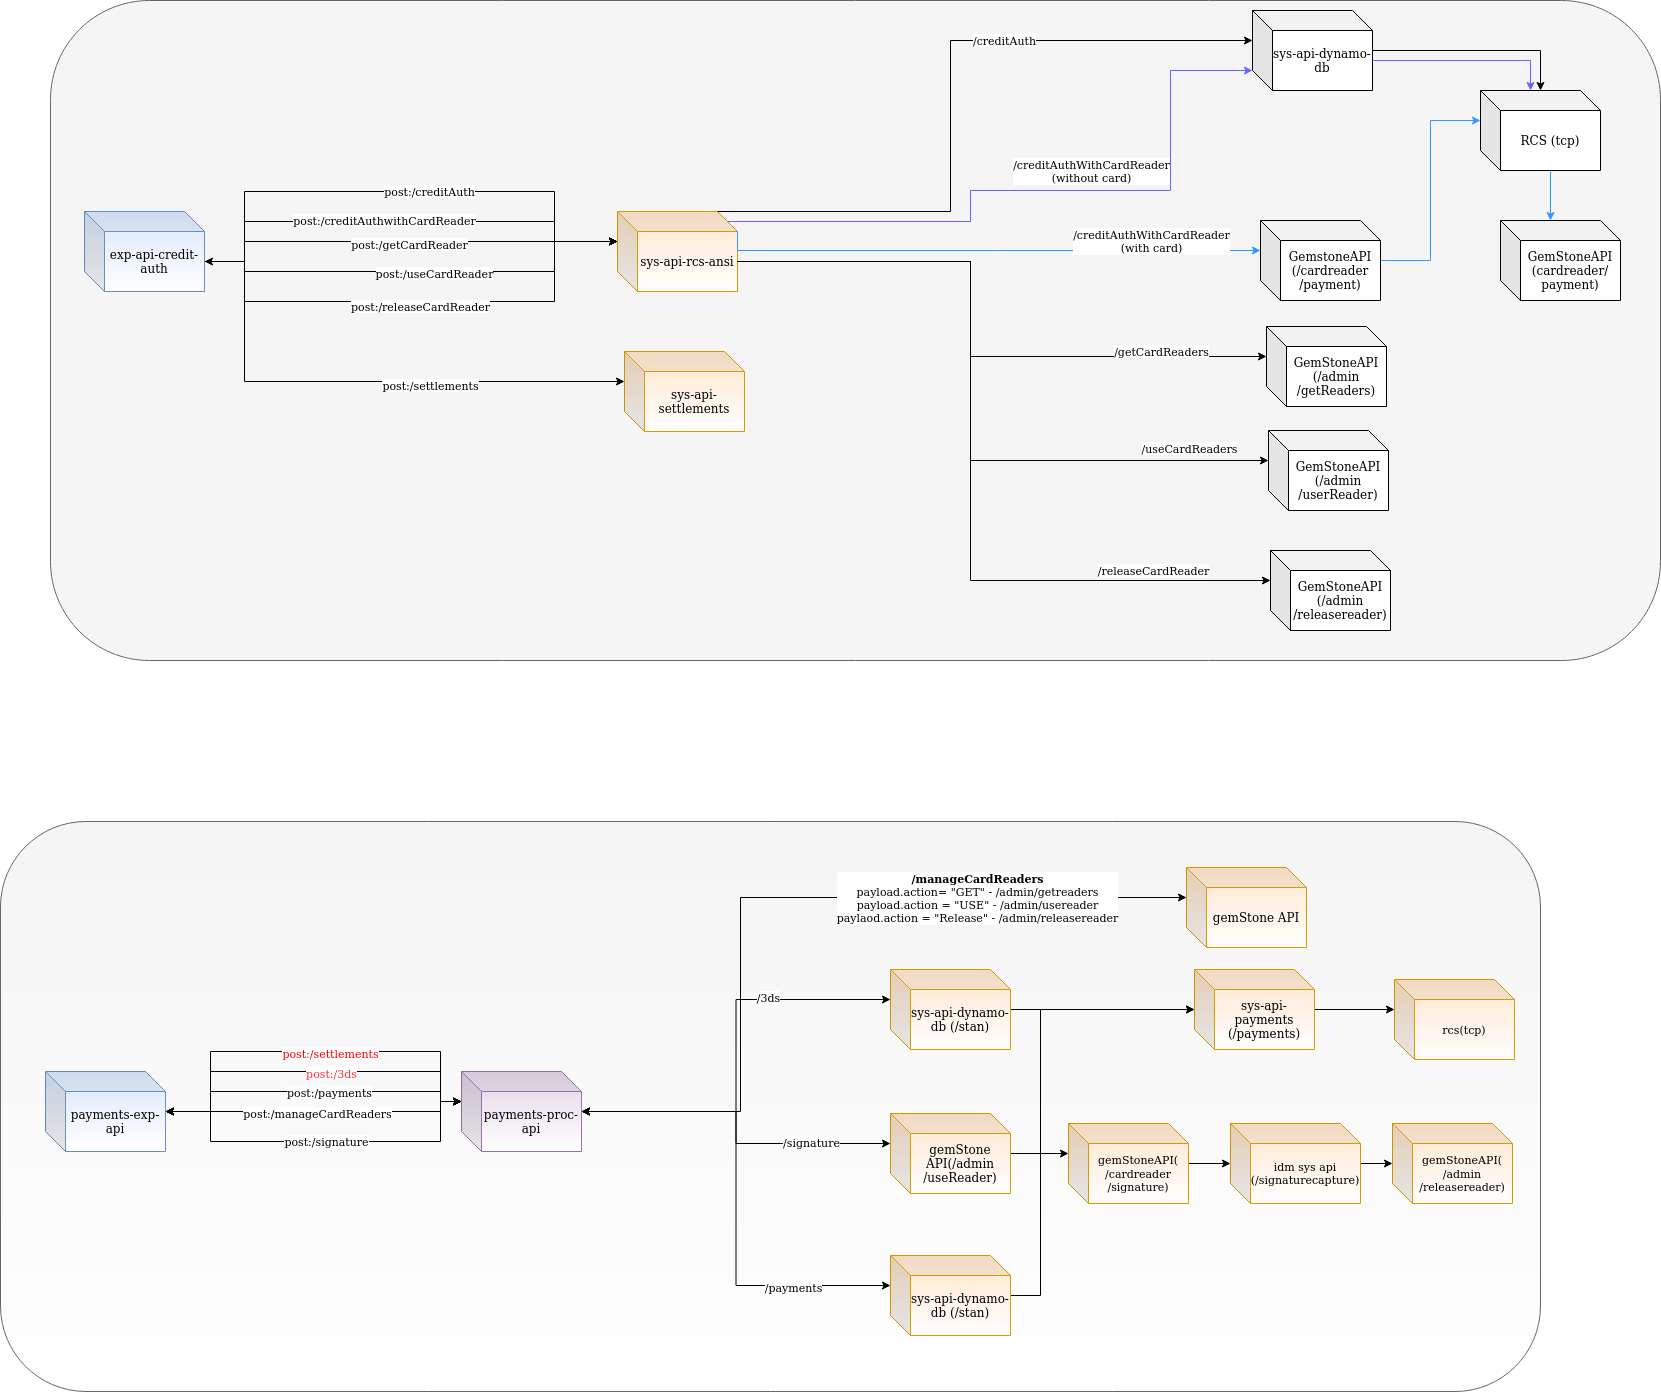 /creditAuth
sys-api-dynamo-
db
RCS (tcp)
/creditAuthWithCardReader
(without card)
post:/creditAuth
post:/creditAuthwithCardReader
post:/getCardReader
post:/useCardReader
post:/releaseCardReader
exp-api-credit-
auth
sys-api-rcs-ansi
/creditAuthWithCardReader
(with card)
GemstoneAPI
(/cardreader
/payment)
GemStoneAPI
(cardreader/
payment)
/getCardReaders
GemStoneAPI
(/admin
/getReaders)
post:/settlements
sys-api-
settlements
/useCardReaders
GemStoneAPI
(/admin
/userReader)
/releaseCardReader
GemStoneAPI
(/admin
/releasereader)
/manageCardReaders
payload.action= "GET" - /admin/getreaders
payload.action = "USE" - /admin/usereader
paylaod.action = "Release" - /admin/releasereader
gemStone API
/3ds
sys-api-dynamo-
db (/stan)
sys-api-
payments
(/payments)
rcs(tcp)
post:/settlements
post:/3ds
post:/payments
post:/manageCardReaders
post:/signature
payments-exp-
api
payments-proc-
api
/signature
gemStone
API(/admin
/useReader)
gemStoneAPI(
/cardreader
/signature)
idm sys api
(/signaturecapture)
gemStoneAPI(
/admin
/releasereader)
/payments
sys-api-dynamo-
db (/stan)